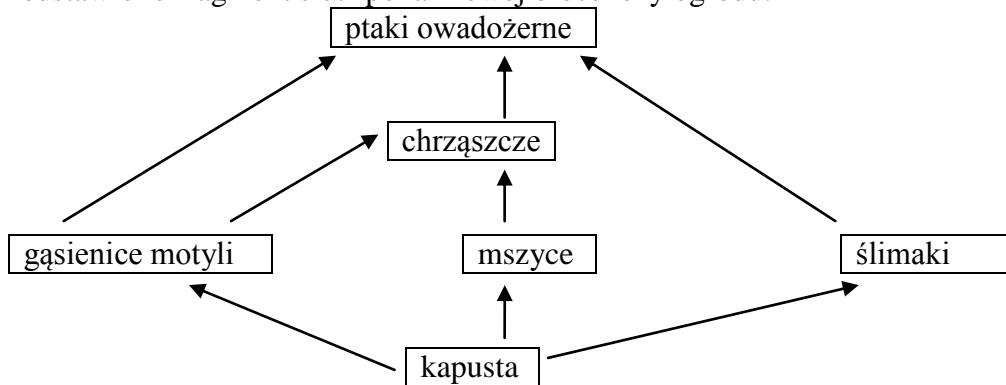 ptaki owadożerne
chrząszcze
gąsienice motyli mszyce ślimaki
kapusta